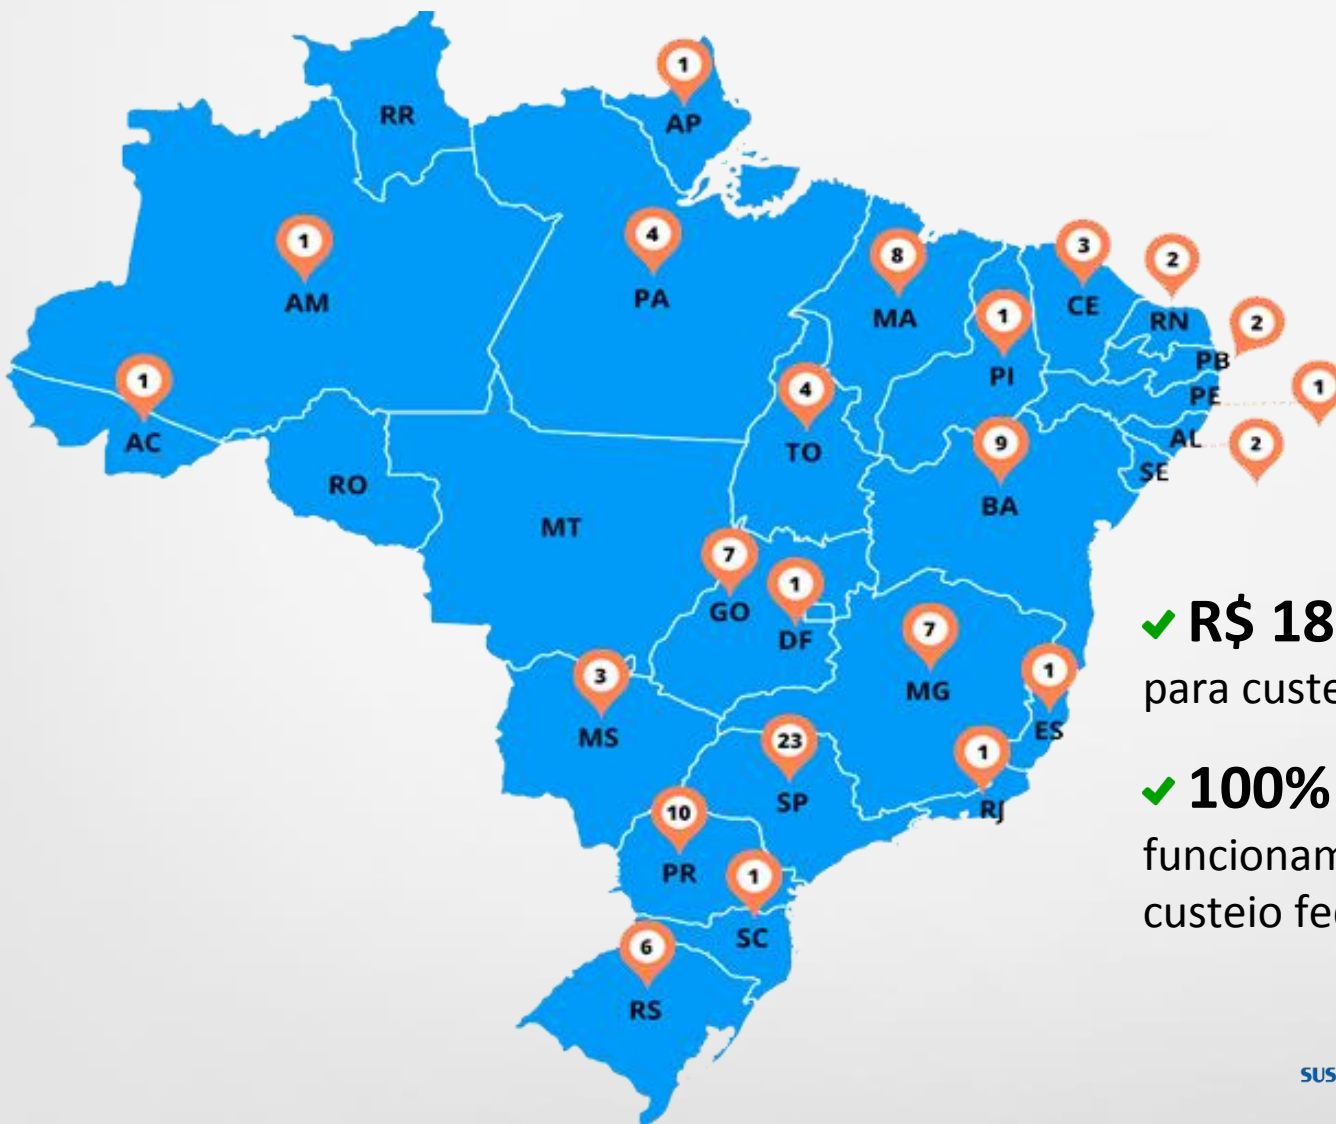 1
AP
RR
1
AM
4
PA
8
MA
3
CE
2
RN
1
PI
2
PB
1
PE
1
AC
4
TO
2
AL
SE
9
BA
RO
MT
7
GO
1
DF
7
MG
1
ES
3
MS
23
SP
1
RJ
10
PR
1
SC
6
RS
R$ 18
para custe
100%
funcionam
custeio fe
SUS